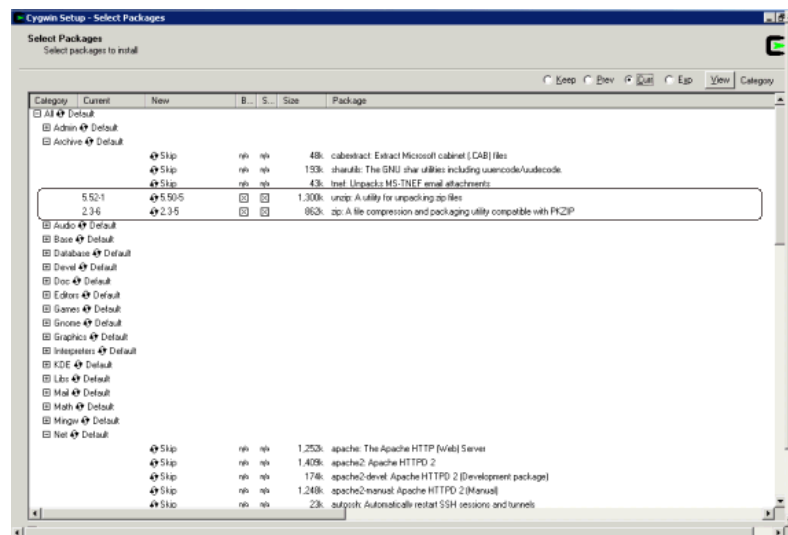 Cygwin Setup - Select Packages
Select Packages
Select packages to install
Keep Prev Curr Exp View Category
Category Current New B... S... Size Package
All Default
Admin Default
Archive Default
Skip n/a n/a 48k cabextract: Extract Microsoft cabinet (.CAB) files
Skip n/a n/a 193k sharutils: The GNU shar utilities including uuencode/uudecode.
Skip n/a n/a 43k tnef: Unpacks MS-TNEF email attachments
5.52-1 5.50-5 1,300k unzip: A utility for unpacking zip files
2.3-6 2.3-5 862k zip: A file compression and packaging utility compatible with PKZIP
Audio Default
Base Default
Database Default
Devel Default
Doc Default
Editors Default
Games Default
Gnome Default
Graphics Default
Interpreters Default
KDE Default
Libs Default
Mail Default
Math Default
Mingw Default
Net Default
Skip n/a n/a 1,252k apache: The Apache HTTP (Web) Server
Skip n/a n/a 1,409k apache2: Apache HTTPD 2
Skip n/a n/a 174k apache2-devel: Apache HTTPD 2 (Development package)
Skip n/a n/a 1,248k apache2-manual: Apache HTTPD 2 (Manual)
Skip n/a n/a 23k autossh: Automatically restart SSH sessions and tunnels